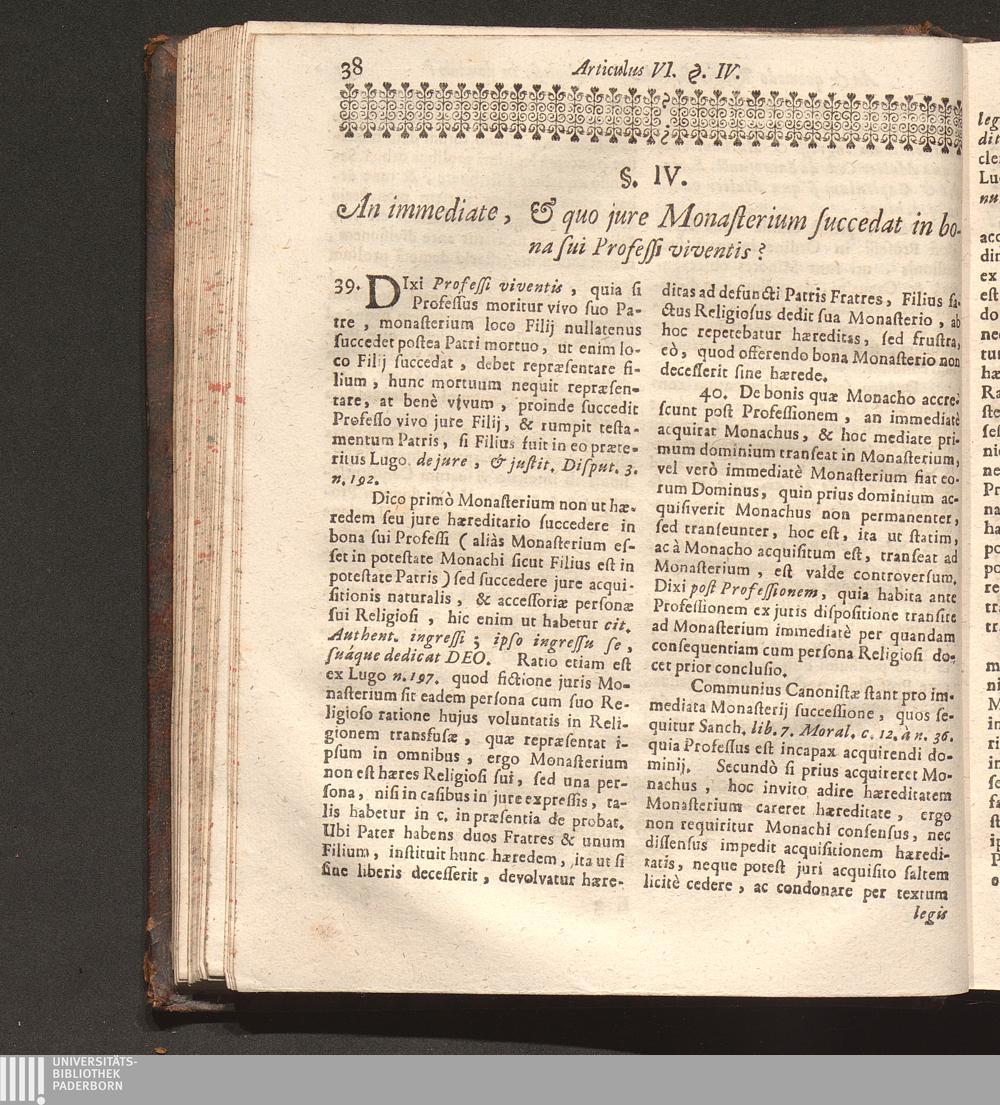 38
Articulus VI. §. IV.
§. IV.
An immediate, & quo jure Monaſterium ſuccedat in bo-
na ſui Profeſſi viventis?
39. DIxi Profeſſi viventis, quia ſi
Profeſſus moritur vivo ſuo Pa-
tre, monaſterium loco Filij nullatenus
ſuccedet poſtea Patri mortuo, ut enim lo-
co Filij ſuccedat, debet repræſentare fi-
lium, hunc mortuum nequit repræſen-
tare, at benè vivum, proinde ſuccedit
Profeſſo vivo jure Filij, & rumpit teſta-
mentum Patris, ſi Filius fuit in eo præte-
ritus Lugo. de jure, & juſtit. Diſput. 3.
n. 192.
Dico primò Monaſterium non ut hæ-
redem ſeu jure hæreditario ſuccedere in
bona ſui Profeſſi (aliàs Monaſterium eſ-
ſet in poteſtate Monachi ſicut Filius eſt in
poteſtate Patris) ſed ſuccedere jure acqui-
ſitionis naturalis, & acceſſoriæ perſonæ
ſui Religioſi, hic enim ut habetur cit.
Authent. ingreſſi; ipſo ingreſſu ſe,
ſuáque dedicat DEO. Ratio etiam eſt
ex Lugo n. 197. quod fictione juris Mo-
naſterium ſit eadem perſona cum ſuo Re-
ligioſo ratione hujus voluntatis in Reli-
gionem transfuſæ, quæ repræſentat i-
pſum in omnibus, ergo Monaſterium
non eſt hæres Religioſi ſui, ſed una per-
ſona, niſi in caſibus in jure expreſſis, ta-
lis habetur in c. in præſentia de probat.
Ubi Pater habens duos Fratres & unum
Filium, inſtituit hunc hæredem, ita ut ſi
ſine liberis deceſſerit, devolvatur hære-
ditas ad defuncti Patris Fratres, Filius fa-
ctus Religioſus dedit ſua Monaſterio, ab
hoc repetebatur hæreditas, ſed fruſtra,
eò, quod offerendo bona Monaſterio non
deceſſerit ſine hærede.
40. De bonis quæ Monacho accre-
ſcunt poſt Profeſſionem, an immediatè
acquirat Monachus, & hoc mediate pri-
mum dominium tranſeat in Monaſterium,
vel verò immediatè Monaſterium fiat eo-
rum Dominus, quin prius dominium ac-
quiſiverit Monachus non permanenter,
ſed tranſeunter, hoc eſt, ita ut ſtatim,
ac à Monacho acquiſitum eſt, tranſeat ad
Monaſterium, eſt valde controverſum.
Dixi poſt Profeſſionem, quia habita ante
Profeſſionem ex juris diſpoſitione tranſire
ad Monaſterium immediatè per quandam
conſequentiam cum perſona Religioſi do-
cet prior concluſio.
Communius Canoniſtæ ſtant pro im-
mediata Monaſterij ſucceſſione, quos ſe-
quitur Sanch. lib. 7. Moral. c. 12. à n. 36.
quia Profeſſus eſt incapax acquirendi do-
minij. Secundò ſi prius acquireret Mo-
nachus, hoc invito adire hæreditatem
Monaſterium careret hæreditate, ergo
non requiritur Monachi conſenſus, nec
diſſenſus impedit acquiſitionem hæredi-
tatis, neque poteſt juri acquiſito ſaltem
licitè cedere, ac condonare per textum
legis
UNIVERSITÄTS-
BIBLIOTHEK
PADERBORN